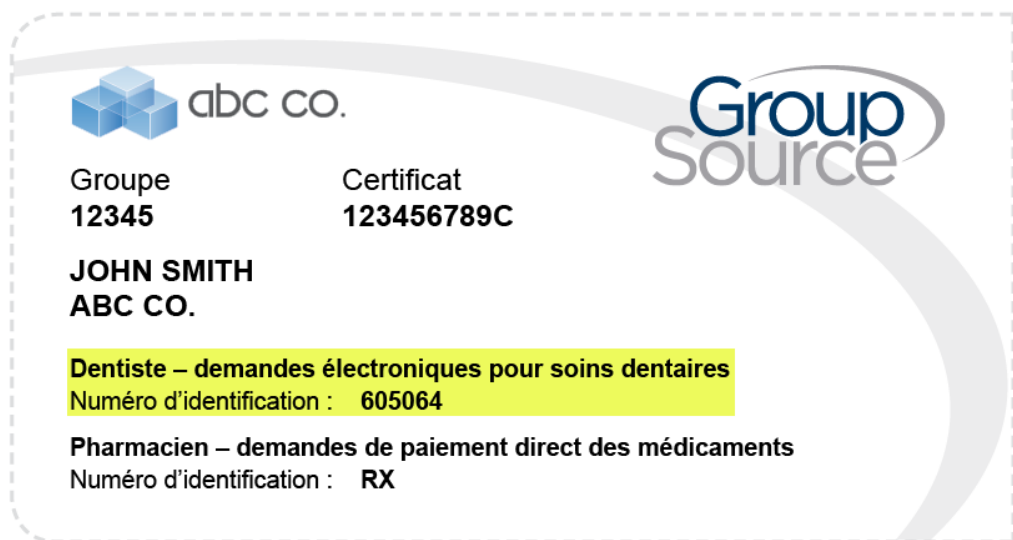 abc co.
Group
Source
Groupe
Certificat
12345
123456789C
JOHN SMITH
ABC CO.
Dentiste – demandes électroniques pour soins dentaires
Numéro d’identification : 605064
Pharmacien – demandes de paiement direct des médicaments
Numéro d’identification : RX